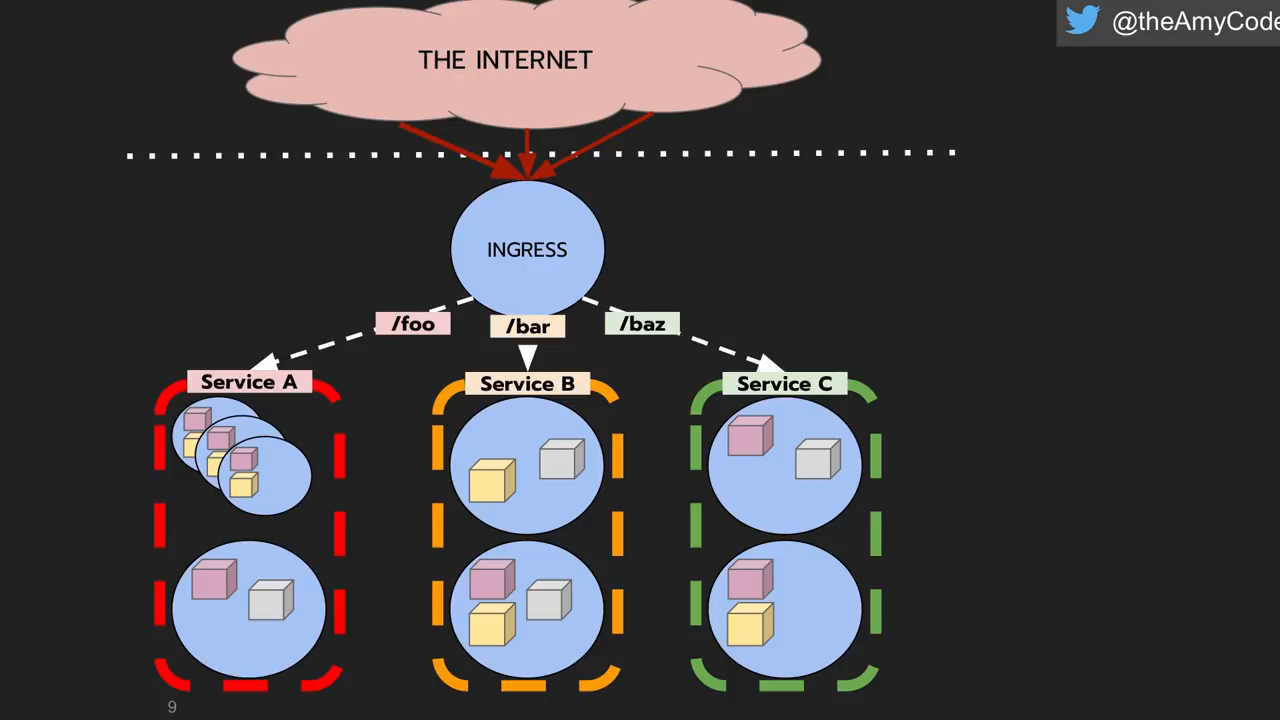 @theAmyCode
THE INTERNET
INGRESS
/foo
/bar
/baz
Service A
Service B
Service C
9